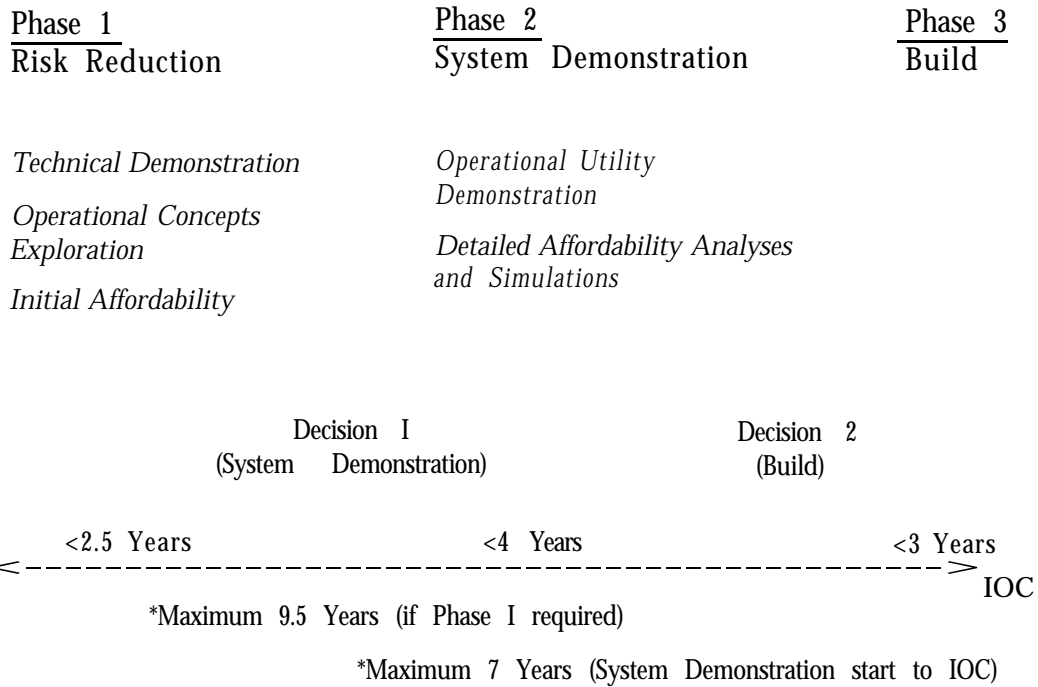 Phase 1
Risk Reduction
Technical Demonstration
Operational Concepts
Exploration
Initial Affordability
Phase 2
System Demonstration
Operational Utility
Demonstration
Detailed Affordability Analyses
and Simulations
Phase 3
Build
Decision I
(System Demonstration)
Decision 2
(Build)
<2.5 Years
<4 Years
<3 Years
IOC
*Maximum 9.5 Years (if Phase I required)
*Maximum 7 Years (System Demonstration start to IOC)